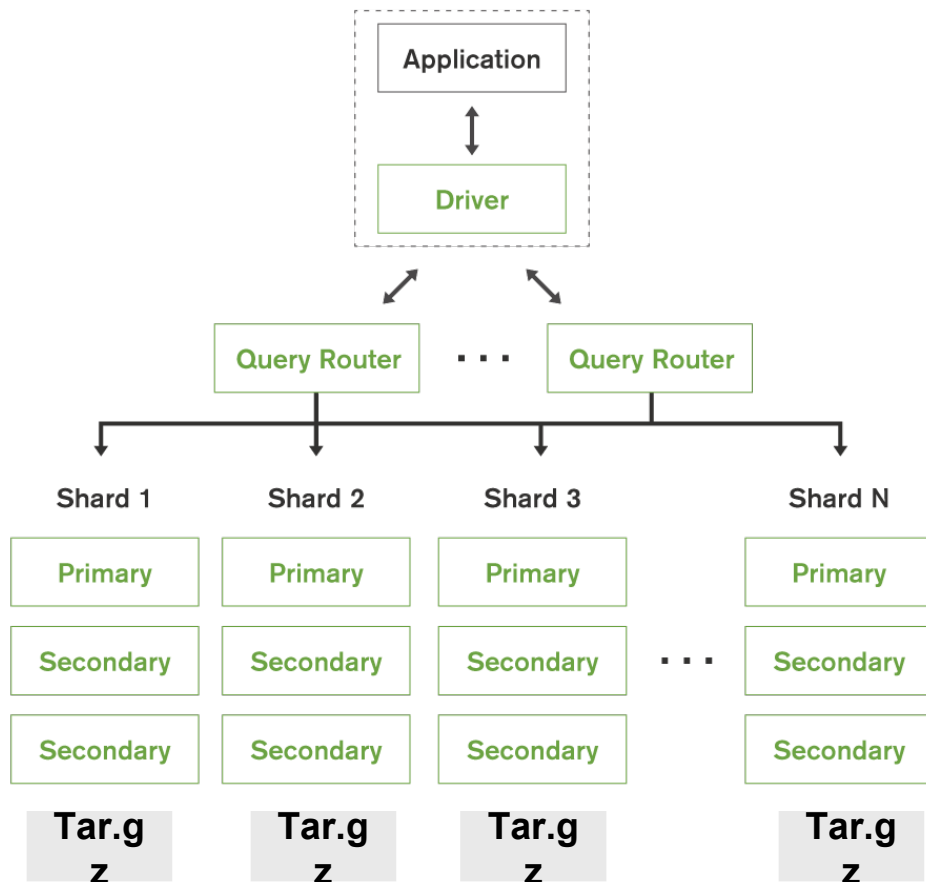 Application
Driver
Query Router ... Query Router
Shard 1 Shard 2 Shard 3 Shard N
Primary Primary Primary Primary
Secondary Secondary Secondary ... Secondary
Secondary Secondary Secondary Secondary
Tar.g Tar.g Tar.g Tar.g
z z z z